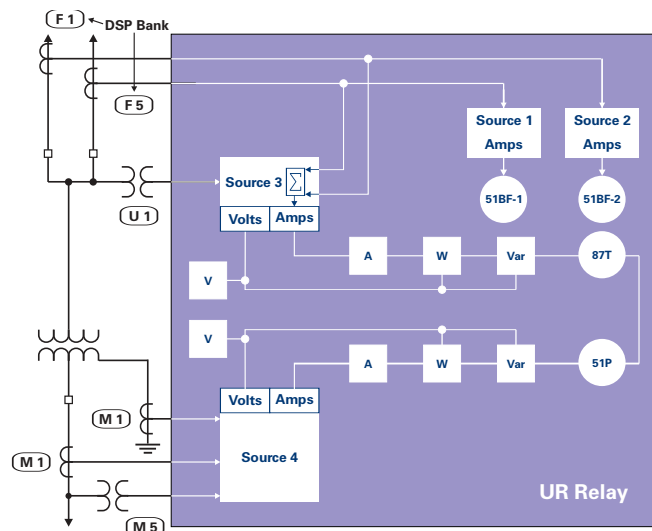 F 1
DSP Bank
F 5
Source 1
Amps
Source 2
Amps
Source 3
Σ
U 1
51BF-1
51BF-2
Volts
Amps
A
W
Var
87T
V
V
A
W
Var
51P
Volts
Amps
M 1
Source 4
M 1
UR Relay
M 5